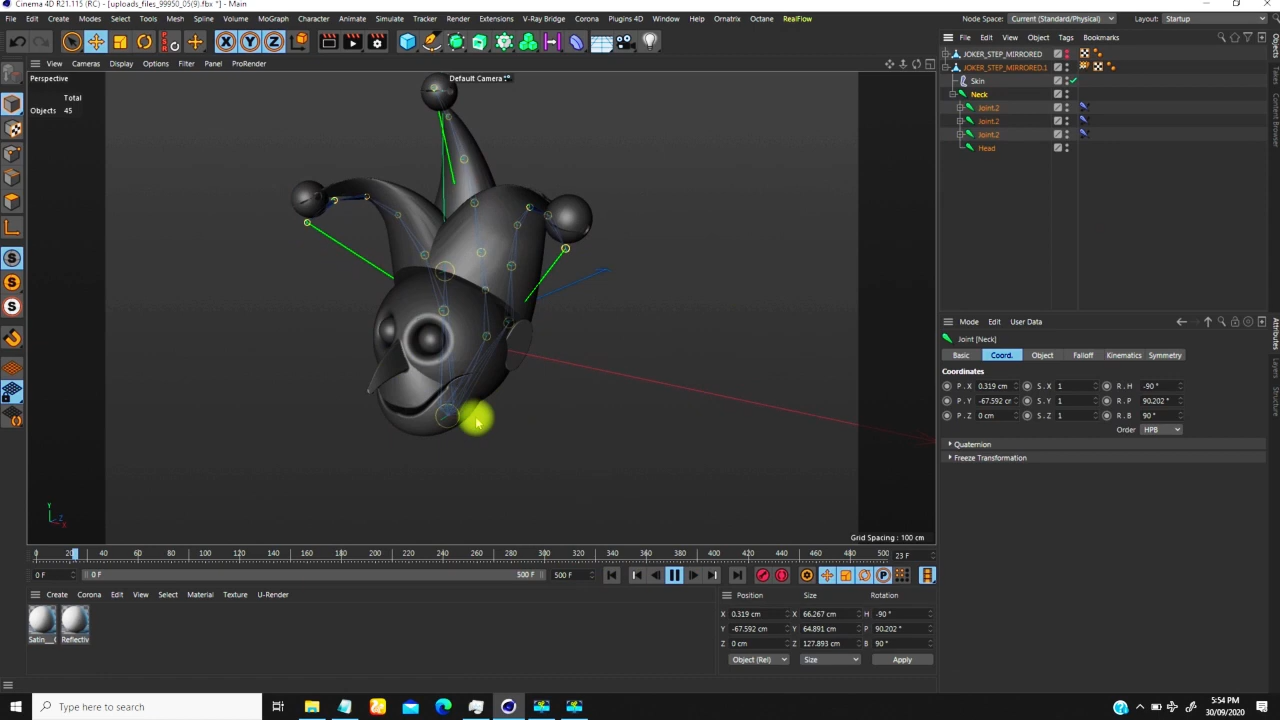 Cinema 4D R21.115 (RC) - [uploads_files_99950_05(9).fbx *] - Main
File Edit Create Modes Select Tools Mesh Spline Volume MoGraph Character Animate Simulate Tracker Render Extensions V-Ray Bridge Corona Plugins 4D Window Help Ornatrix Octane RealFlow Node Space: Current (Standard/Physical) Layout: Startup
X Y Z
View Cameras Display Options Filter Panel ProRender
File Edit View Object Tags Bookmarks
Perspective
Default Camera
Total
Objects 45
JOKER_STEP_MIRRORED
JOKER_STEP_MIRRORED.1
Skin
Neck
Joint.2
Joint.2
Joint.2
Head
Objects
Takes
Content Browser
Mode Edit User Data
Joint [Neck]
Basic Coord. Object Falloff Kinematics Symmetry
Coordinates
P . X 0.319 cm S . X 1 R . H -90 °
P . Y -67.592 cr S . Y 1 R . P 90.202 °
P . Z 0 cm S . Z 1 R . B 90 °
Order HPB
Quaternion
Freeze Transformation
Attributes
Layers
Structure
Y
Z
X
Grid Spacing : 100 cm
0 20 40 60 80 100 120 140 160 180 200 220 240 260 280 300 320 340 360 380 400 420 440 460 480 500 23 F
0 F 0 F 500 F 500 F
Create Corona Edit View Select Material Texture U-Render
Position Size Rotation
X 0.319 cm X 66.267 cm H -90 °
Y -67.592 cm Y 64.891 cm P 90.202 °
Z 0 cm Z 127.893 cm B 90 °
Object (Rel) Size Apply
Reflectiv
Type here to search
5:54 PM
30/09/2020